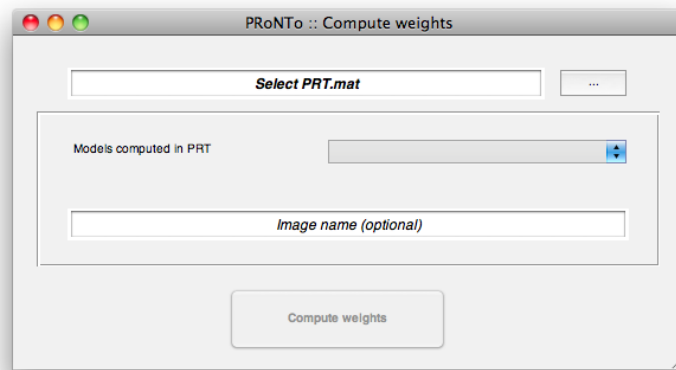 PRoNTo :: Compute weights
Select PRT.mat
...
Models computed in PRT
Image name (optional)
Compute weights